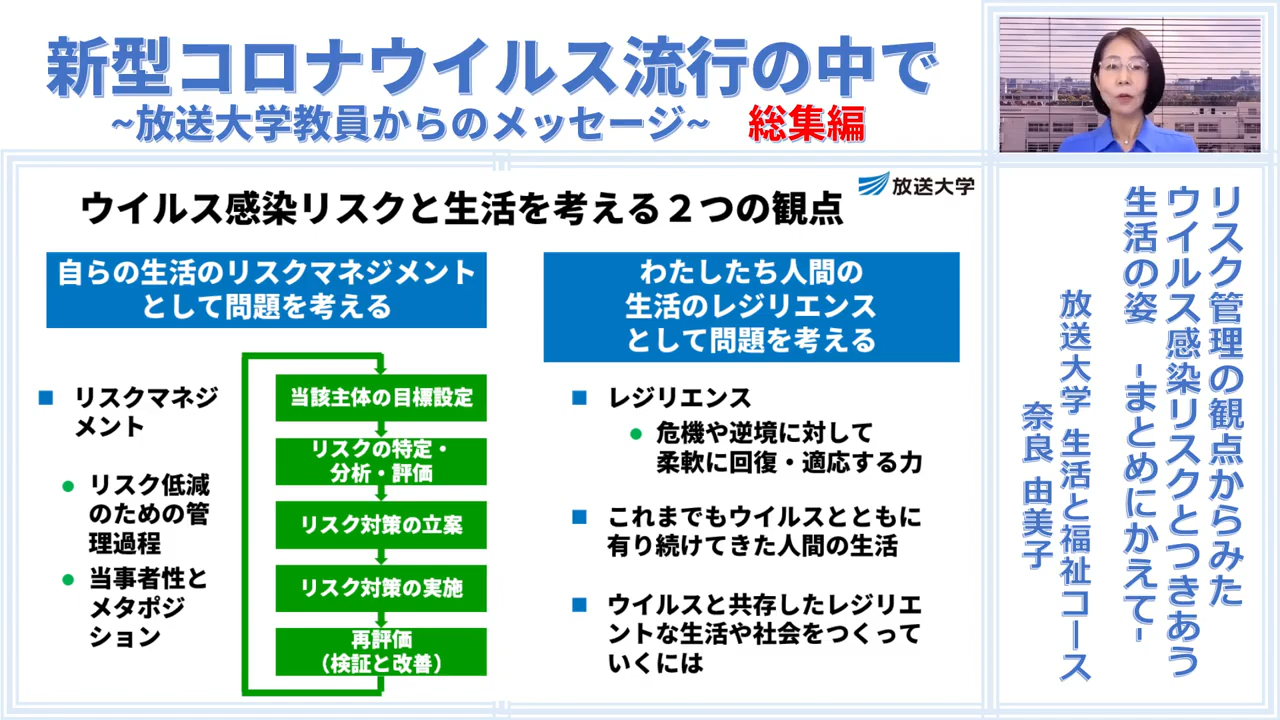 新型コロナウイルス流行の中で
~放送大学教員からのメッセージ~ 総集編
放送大学
ウイルス感染リスクと生活を考える２つの観点
自らの生活のリスクマネジメント
として問題を考える
リスクマネジ
メント
リスク低減
のための管
理過程
当事者性と
メタポジ
ション
当該主体の目標設定
リスクの特定・
分析・評価
リスク対策の立案
リスク対策の実施
再評価
（検証と改善）
わたしたち人間の
生活のレジリエンス
として問題を考える
レジリエンス
危機や逆境に対して
柔軟に回復・適応する力
これまでもウイルスとともに
有り続けてきた人間の生活
ウイルスと共存したレジリエ
ントな生活や社会をつくって
いくには
リスク管理の観点からみた
ウイルス感染リスクとつきあう
生活の姿 -まとめにかえて-
放送大学 生活と福祉コース
奈良 由美子